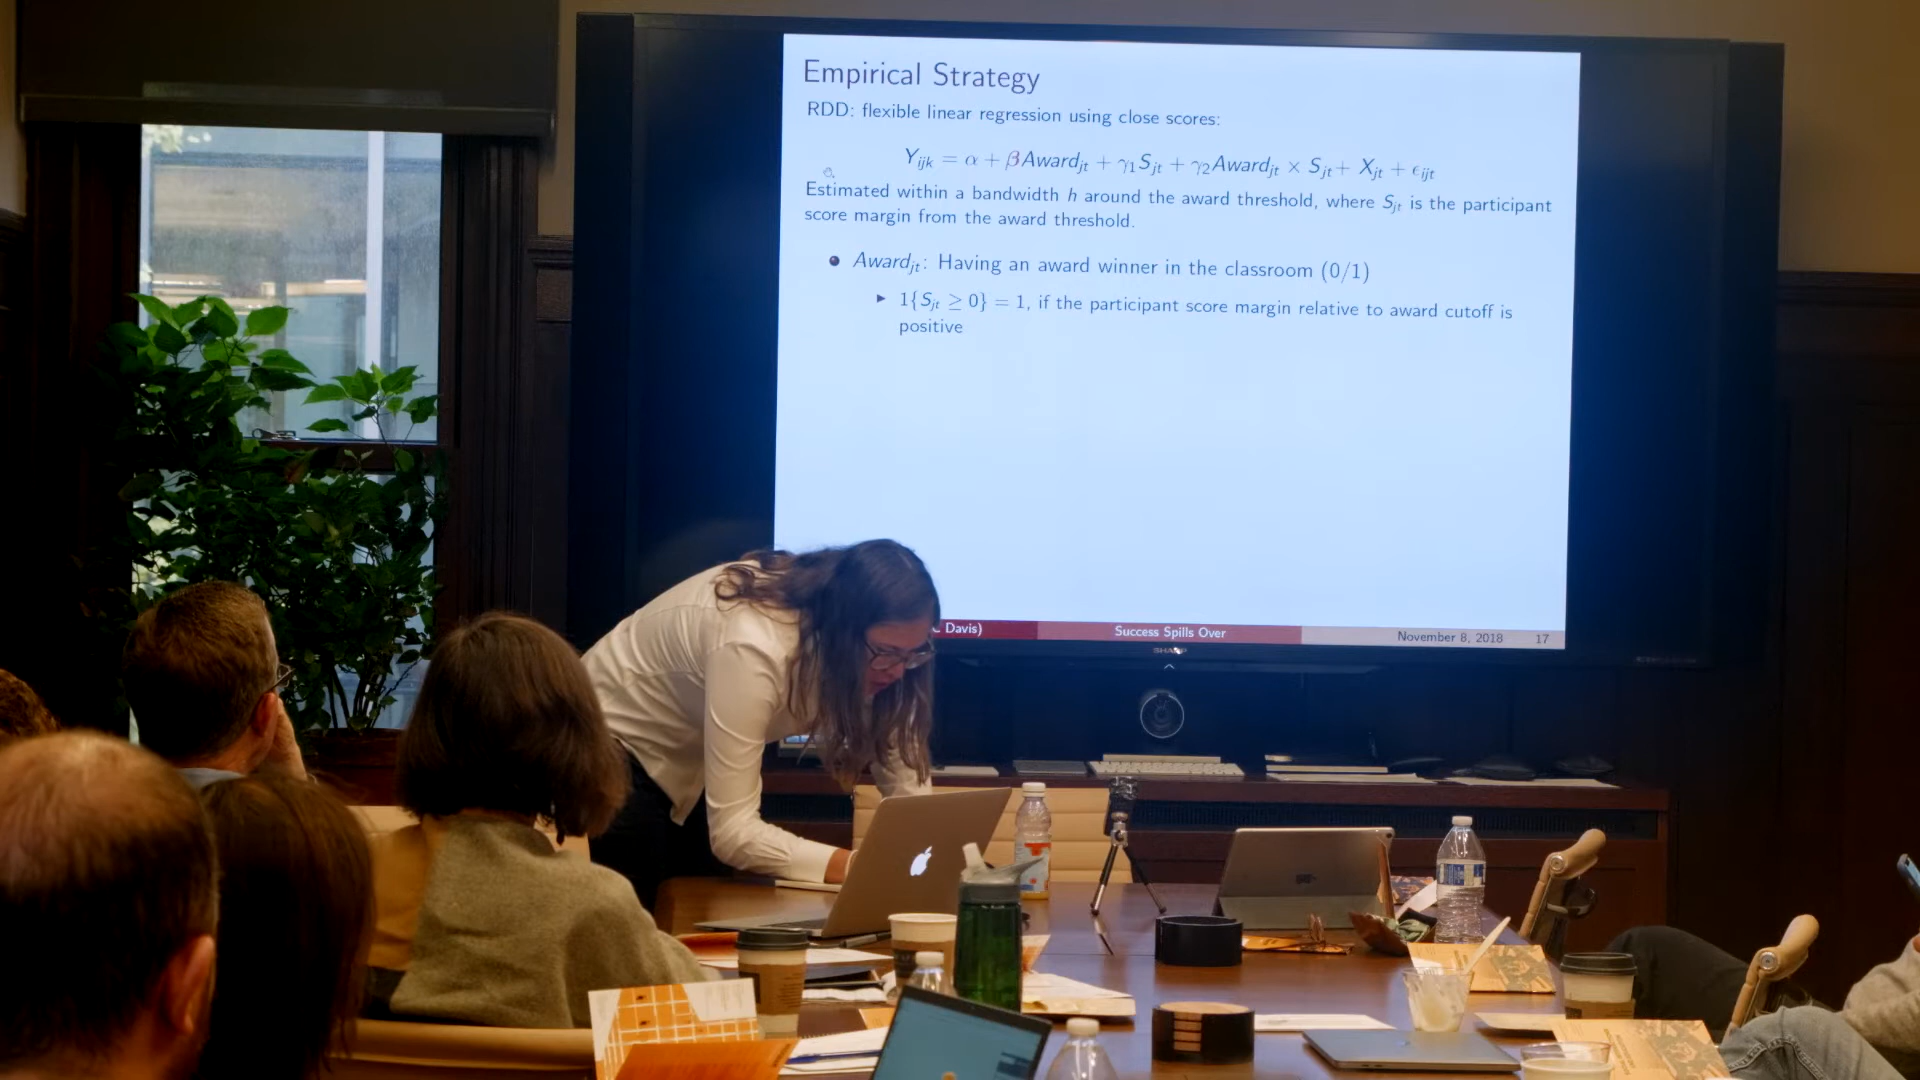 Empirical Strategy
RDD: flexible linear regression using close scores:
Y_ijk = α + βAward_jt + γ₁S_jt + γ₂Award_jt × S_jt + X_jt + ϵ_ijt
Estimated within a bandwidth h around the award threshold, where S_jt is the participant
score margin from the award threshold.
● Award_jt: Having an award winner in the classroom (0/1)
► 1{S_jt ≥ 0} = 1, if the participant score margin relative to award cutoff is
positive
Davis) Success Spills Over November 8, 2018 17
SHARP